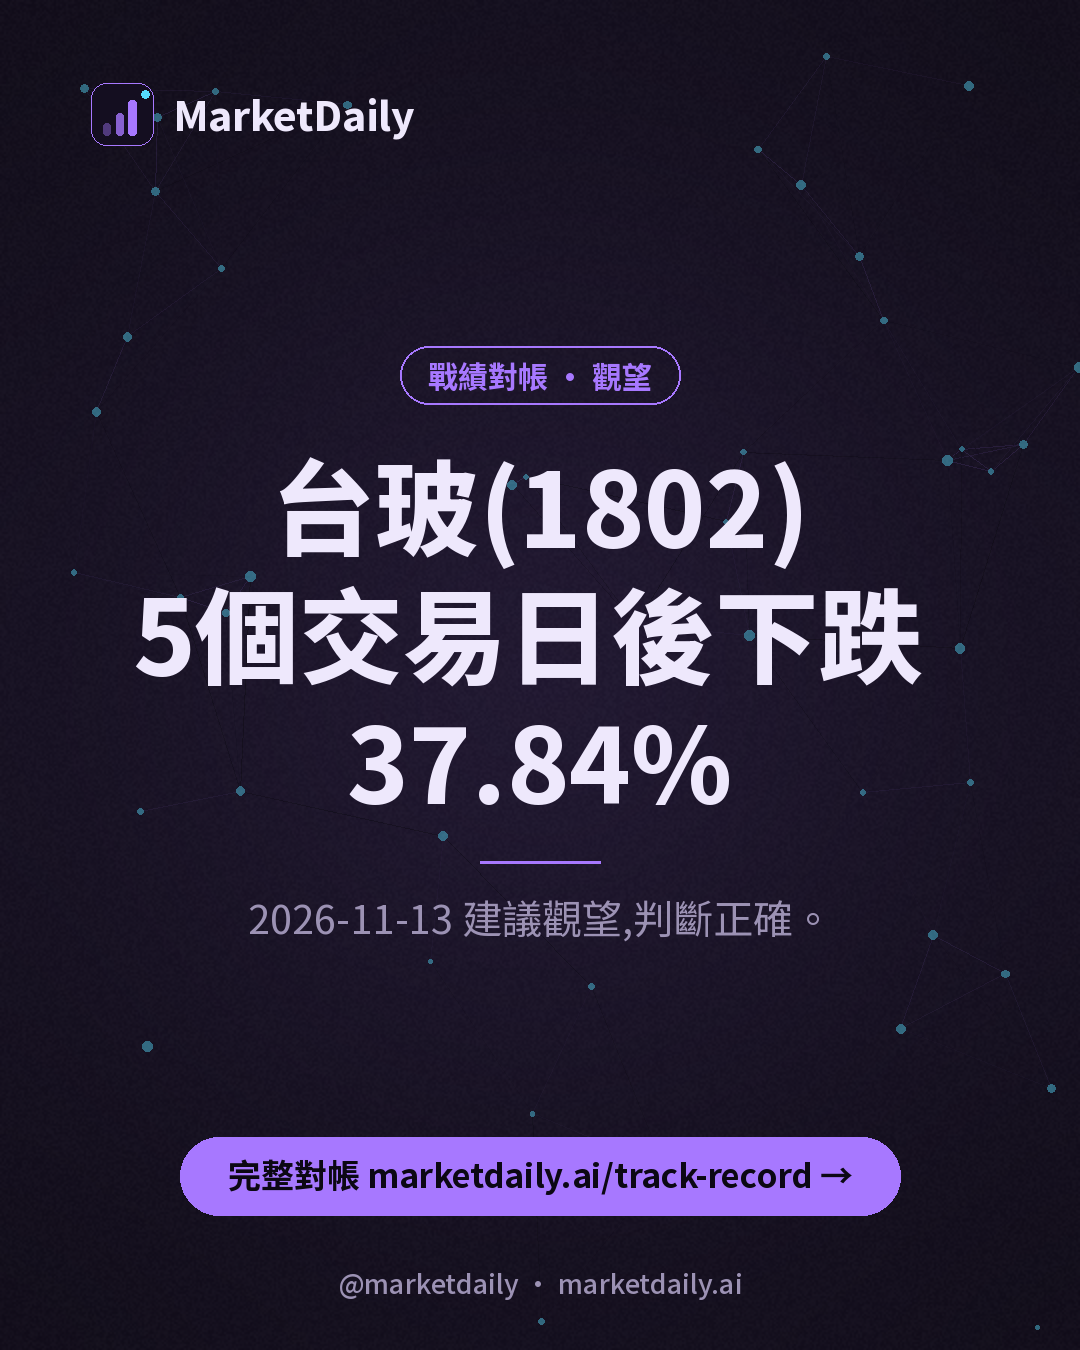 MarketDaily
戰績對帳 • 觀望
台玻(1802)
5個交易日後下跌
37.84%
2026-11-13 建議觀望,判斷正確。
完整對帳 marketdaily.ai/track-record →
@marketdaily • marketdaily.ai